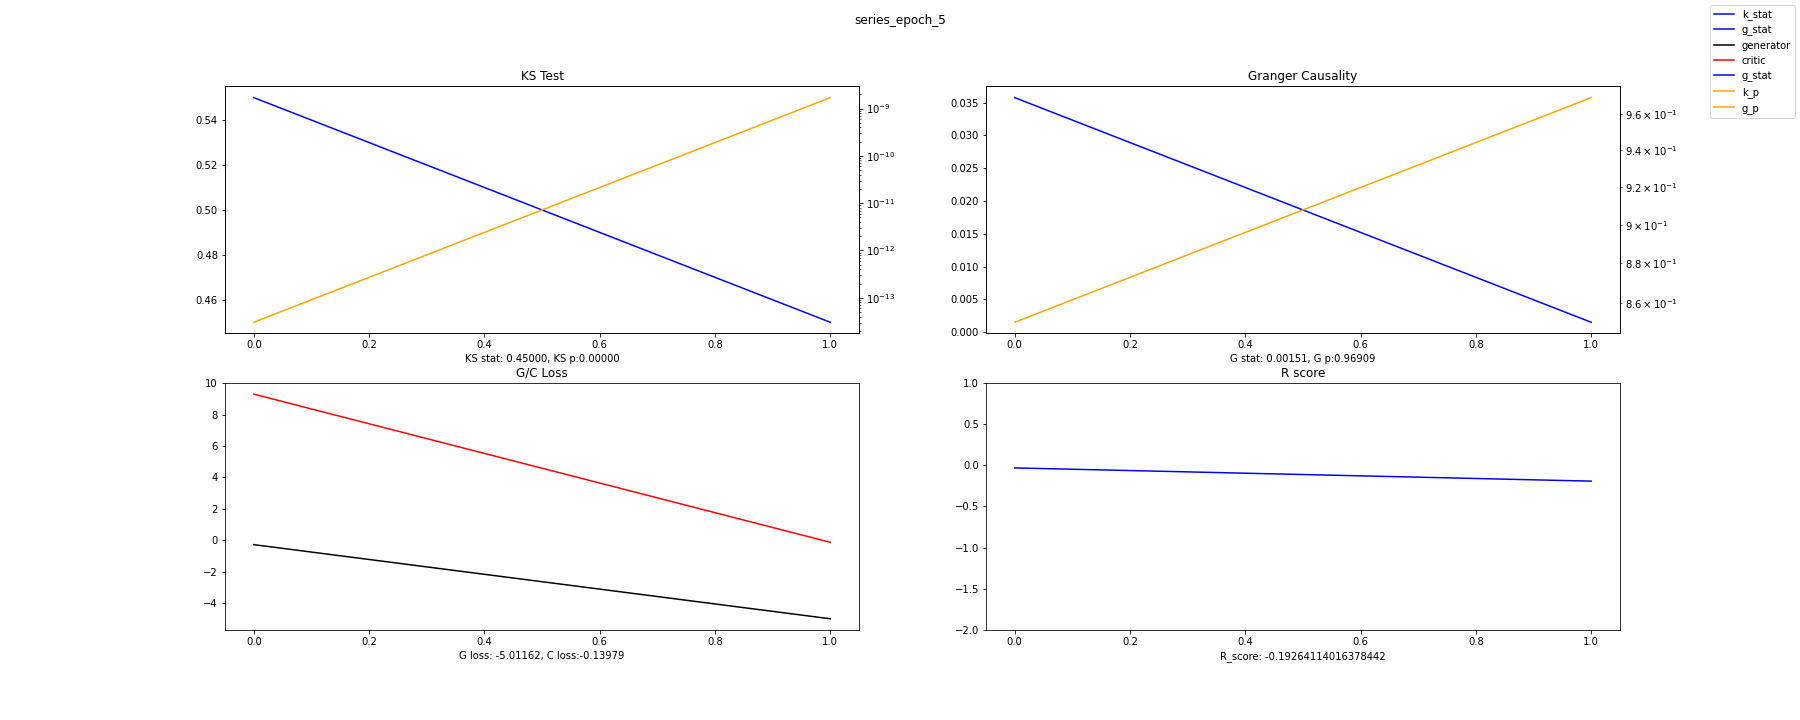 series_epoch_5
k_stat
g_stat
generator
critic
g_stat
k_p
g_p
KS Test
0.54
0.52
0.50
0.48
0.46
10⁻⁹
10⁻¹⁰
10⁻¹¹
10⁻¹²
10⁻¹³
0.0 0.2 0.4 0.6 0.8 1.0
KS stat: 0.45000, KS p:0.00000
Granger Causality
0.035
0.030
0.025
0.020
0.015
0.010
0.005
0.000
9.6 × 10⁻¹
9.4 × 10⁻¹
9.2 × 10⁻¹
9 × 10⁻¹
8.8 × 10⁻¹
8.6 × 10⁻¹
0.0 0.2 0.4 0.6 0.8 1.0
G stat: 0.00151, G p:0.96909
G/C Loss
10
8
6
4
2
0
−2
−4
0.0 0.2 0.4 0.6 0.8 1.0
G loss: -5.01162, C loss:-0.13979
R score
1.0
0.5
0.0
−0.5
−1.0
−1.5
−2.0
0.0 0.2 0.4 0.6 0.8 1.0
R_score: -0.19264114016378442